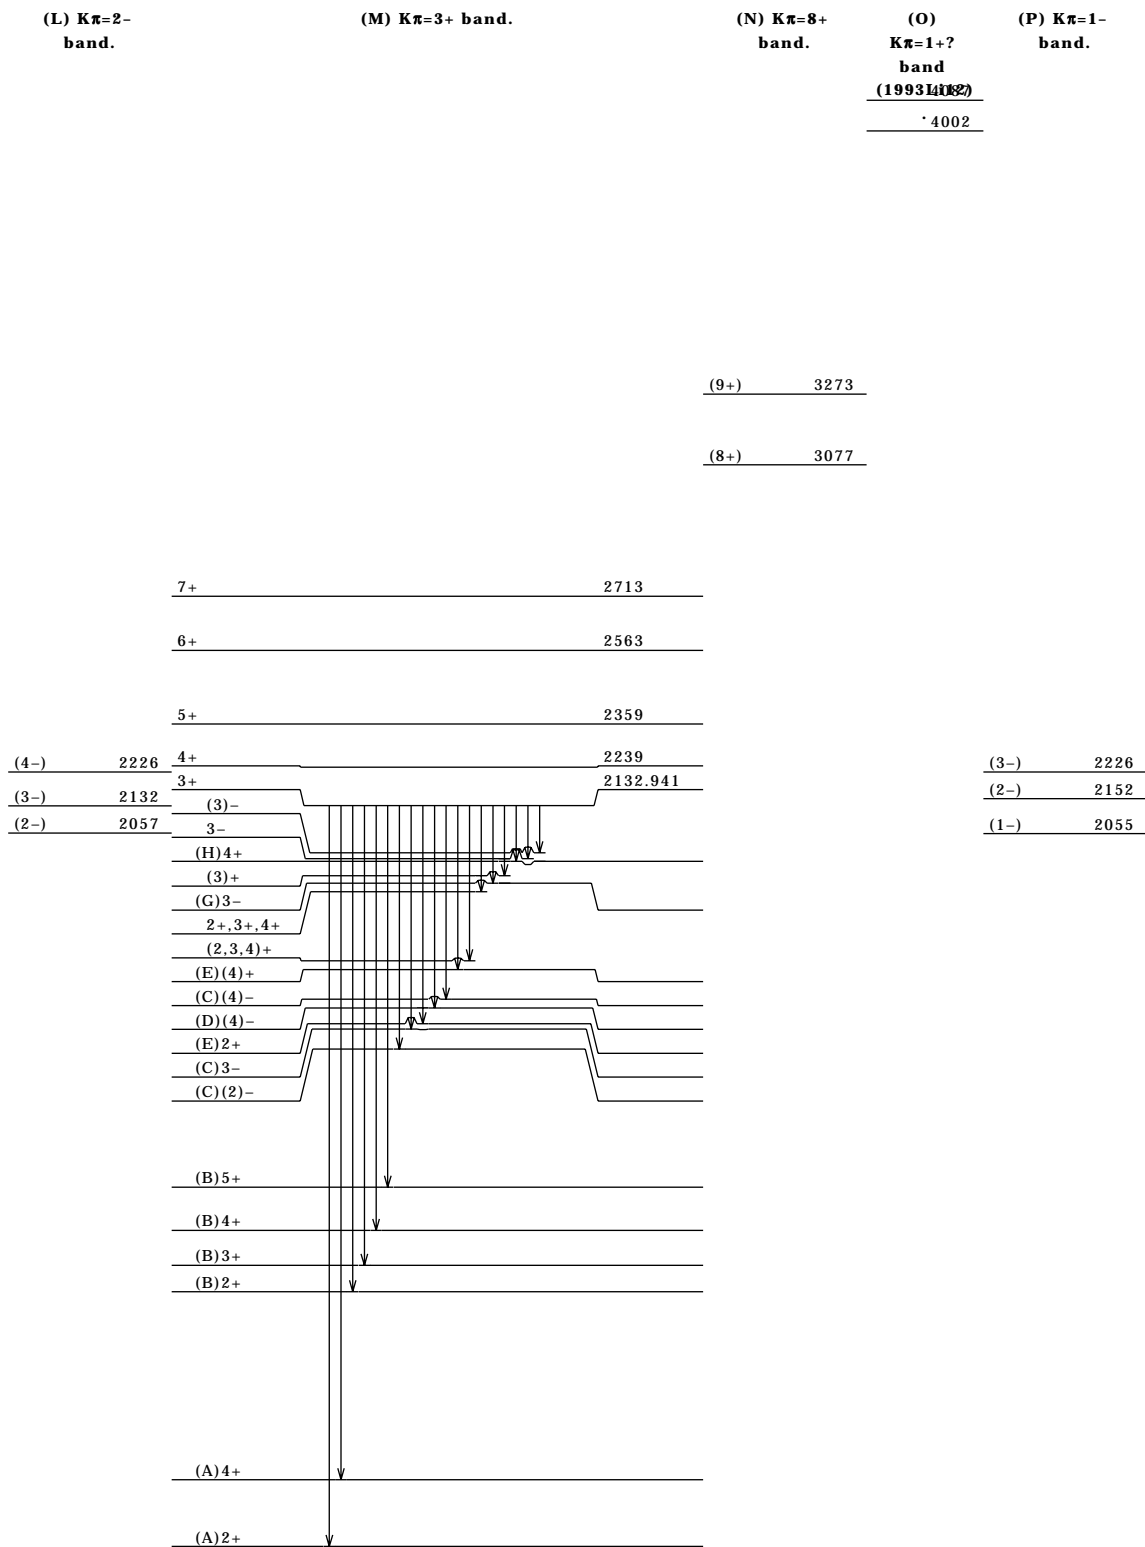 (L) Kπ=2–
band.
(M) Kπ=3+ band.
(N) Kπ=8+
band.
(O)
Kπ=1+?
band
(1993Li12)
.
(P) Kπ=1–
band.
4087
4002
(9+) 3273
(8+) 3077
7+ 2713
6+ 2563
5+ 2359
4+ 2239
3+ 2132.941
(4–) 2226
(3–) 2132
(2–) 2057
(3–) 2226
(2–) 2152
(1–) 2055
(3)–
3–
(H)4+
(3)+
(G)3–
2+,3+,4+
(2,3,4)+
(E)(4)+
(C)(4)–
(D)(4)–
(E)2+
(C)3–
(C)(2)–
(B)5+
(B)4+
(B)3+
(B)2+
(A)4+
(A)2+